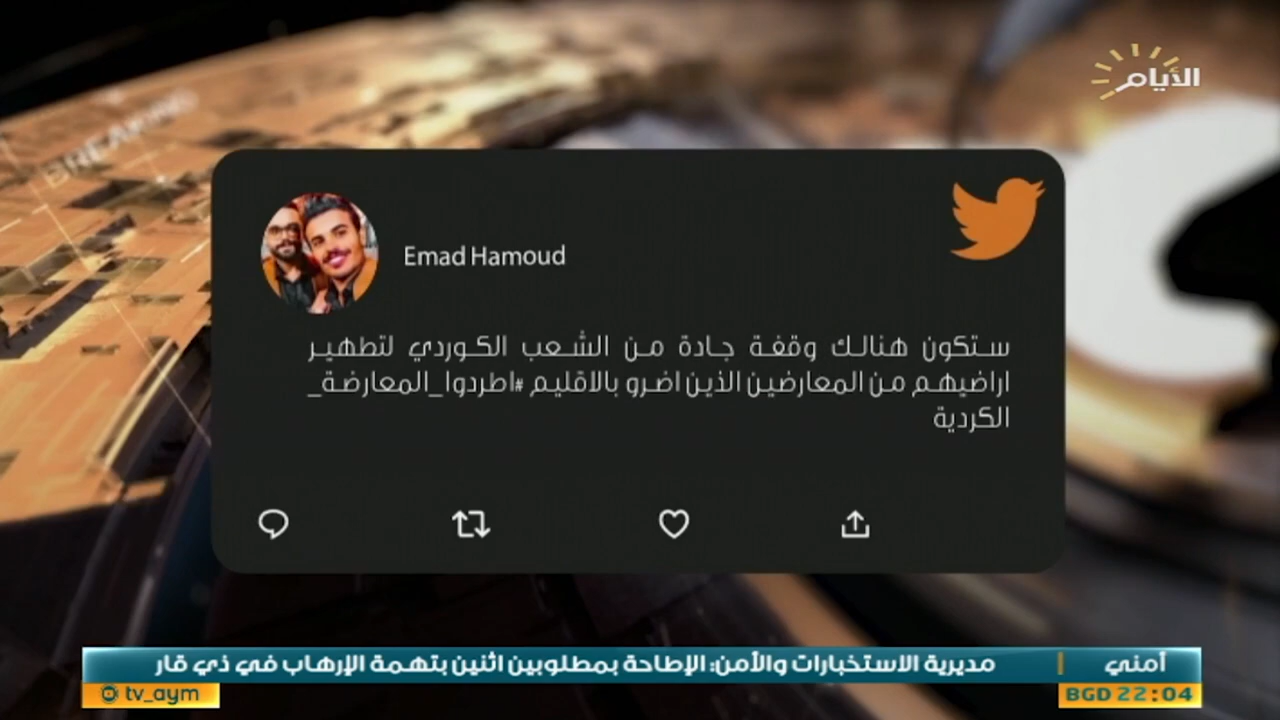 الأيام
BREAKING
Emad Hamoud
ستكون هنالك وقفة جادة من الشعب الكوردي لتطهير
اراضيهم من المعارضين الذين اضرو بالاقليم #اطردوا_المعارضة_
الكردية
أمني | مديرية الاستخبارات والأمن: الإطاحة بمطلوبين اثنين بتهمة الإرهاب في ذي قار
tv_aym
BGD 22:04